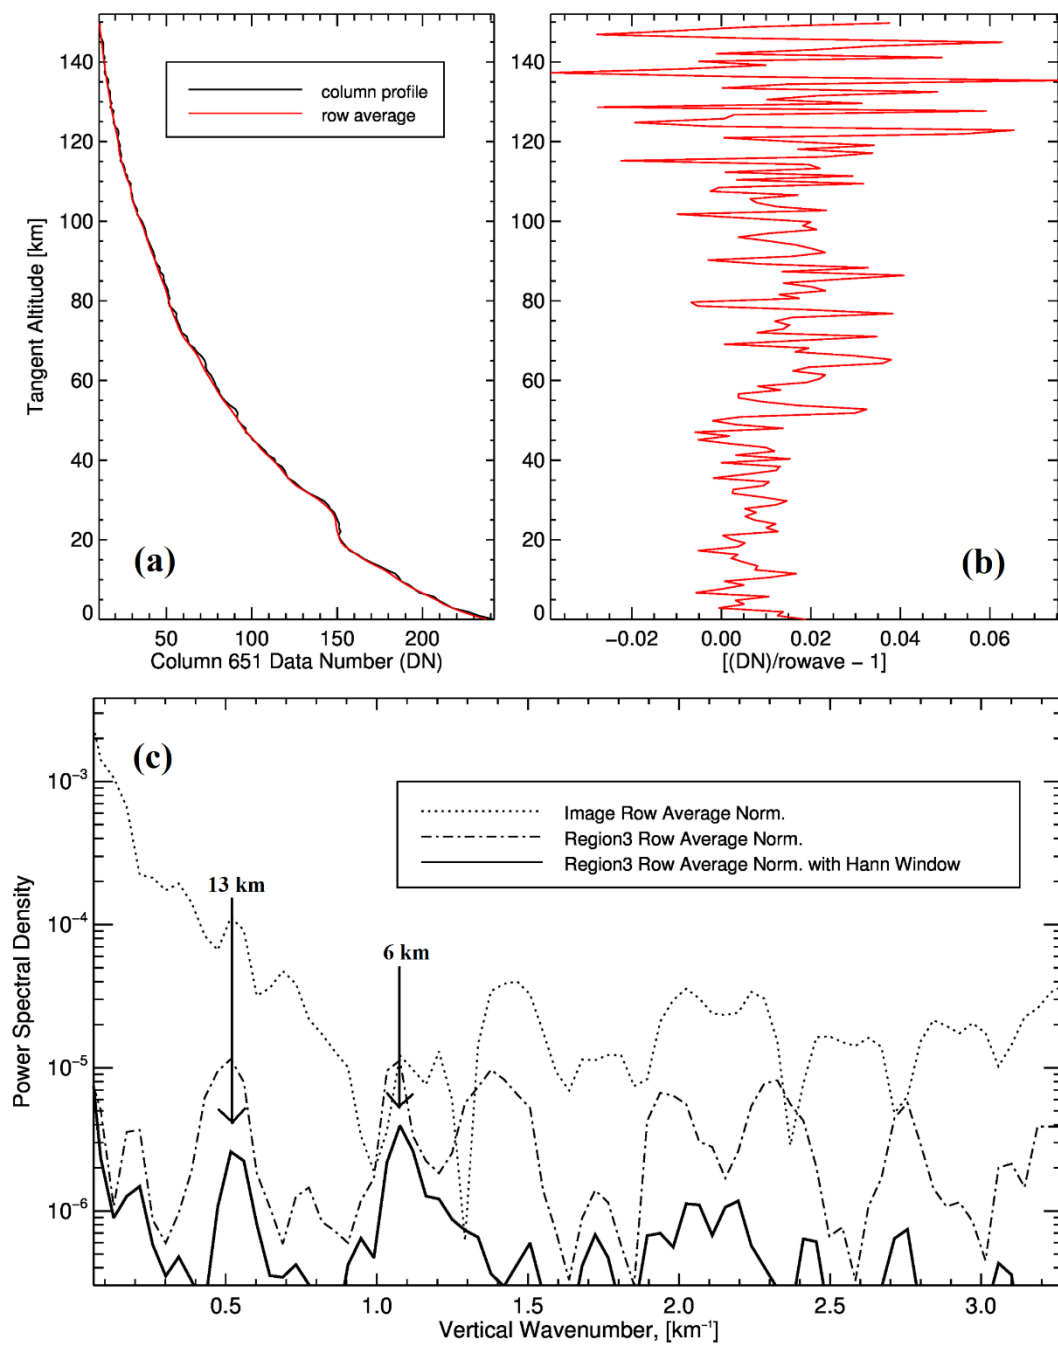 140
120
100
80
60
40
20
0
Tangent Altitude [km]
column profile
row average
(a)
50 100 150 200
Column 651 Data Number (DN)
140
120
100
80
60
40
20
0
(b)
−0.02 0.00 0.02 0.04 0.06
[(DN)/rowave − 1]
(c)
Image Row Average Norm.
Region3 Row Average Norm.
Region3 Row Average Norm. with Hann Window
13 km
6 km
10⁻³
10⁻⁴
10⁻⁵
10⁻⁶
Power Spectral Density
0.5 1.0 1.5 2.0 2.5 3.0
Vertical Wavenumber, [km⁻¹]